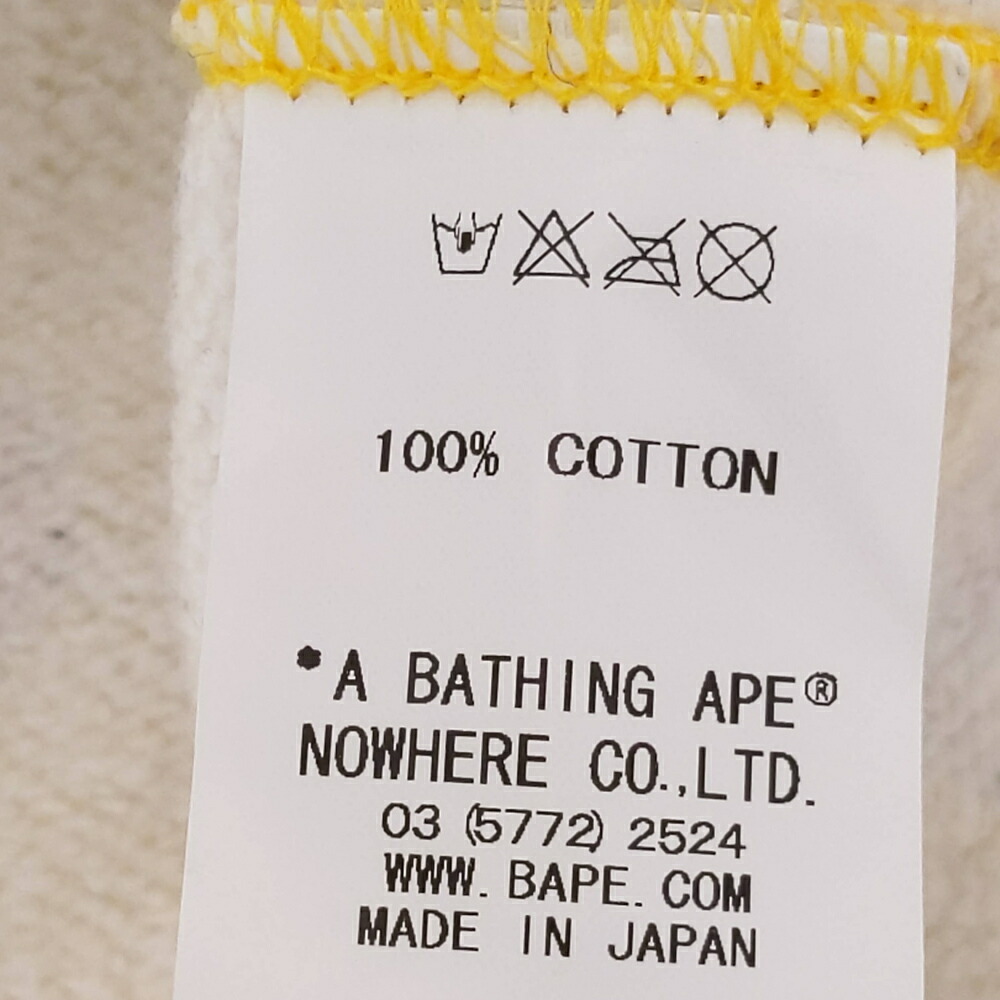 100% COTTON
*A BATHING APE®
NOWHERE CO.,LTD.
03 (5772) 2524
WWW. BAPE. COM
MADE IN JAPAN